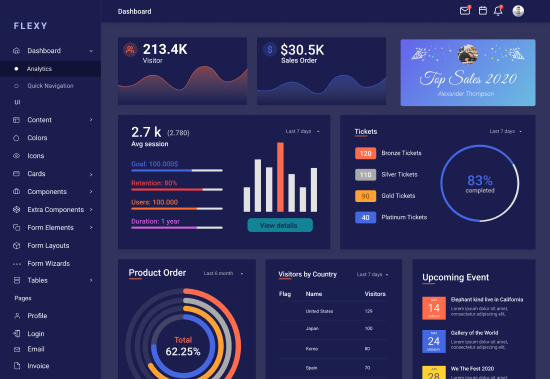 FLEXY
Dashboard
Dashboard
Analytics
Quick Navigation
UI
Content
Colors
Icons
Cards
Components
Extra Components
Form Elements
Form Layouts
Form Wizards
Tables
Pages
Profile
Login
Email
Invoice
213.4K
Visitor
$
$30.5K
Sales Order
Top Sales 2020
Alexander Thompson
2.7 k (2.780)
Last 7 days
Avg session
Goal: 100.000$
Retention: 80%
Users: 100.000
Duration: 1 year
View details
Tickets
Last 7 days
120 Bronze Tickets
110 Silver Tickets
90 Gold Tickets
40 Platinum Tickets
83%
completed
Product Order
Last 6 month
Total
62.25%
Visitors by Country
Last 7 days
Flag Name Visitors
United States 129
Japan 100
Korea 80
Spain 70
Upcoming Event
14
Elephant kind live in California
Lorem ipsum dolor sit amet,
consectetur adipiscing elit.
24
Gallery of the World
Lorem ipsum dolor sit amet,
consectetur adipiscing elit.
28
We The Fest 2020
Lorem ipsum dolor sit amet,